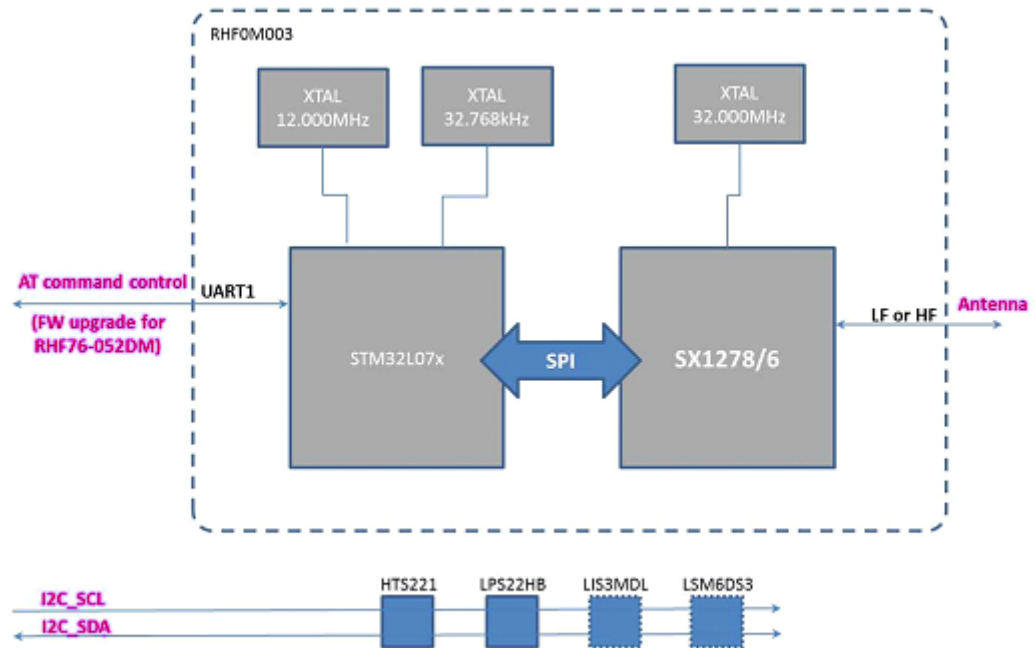 RHF0M003
XTAL
12.000MHz
XTAL
32.768kHz
XTAL
32.000MHz
AT command control
UART1
(FW upgrade for
RHF76-052DM)
STM32L07x
SPI
SX1278/6
LF or HF
Antenna
HTS221
LPS22HB
LIS3MDL
LSM6DS3
I2C_SCL
I2C_SDA